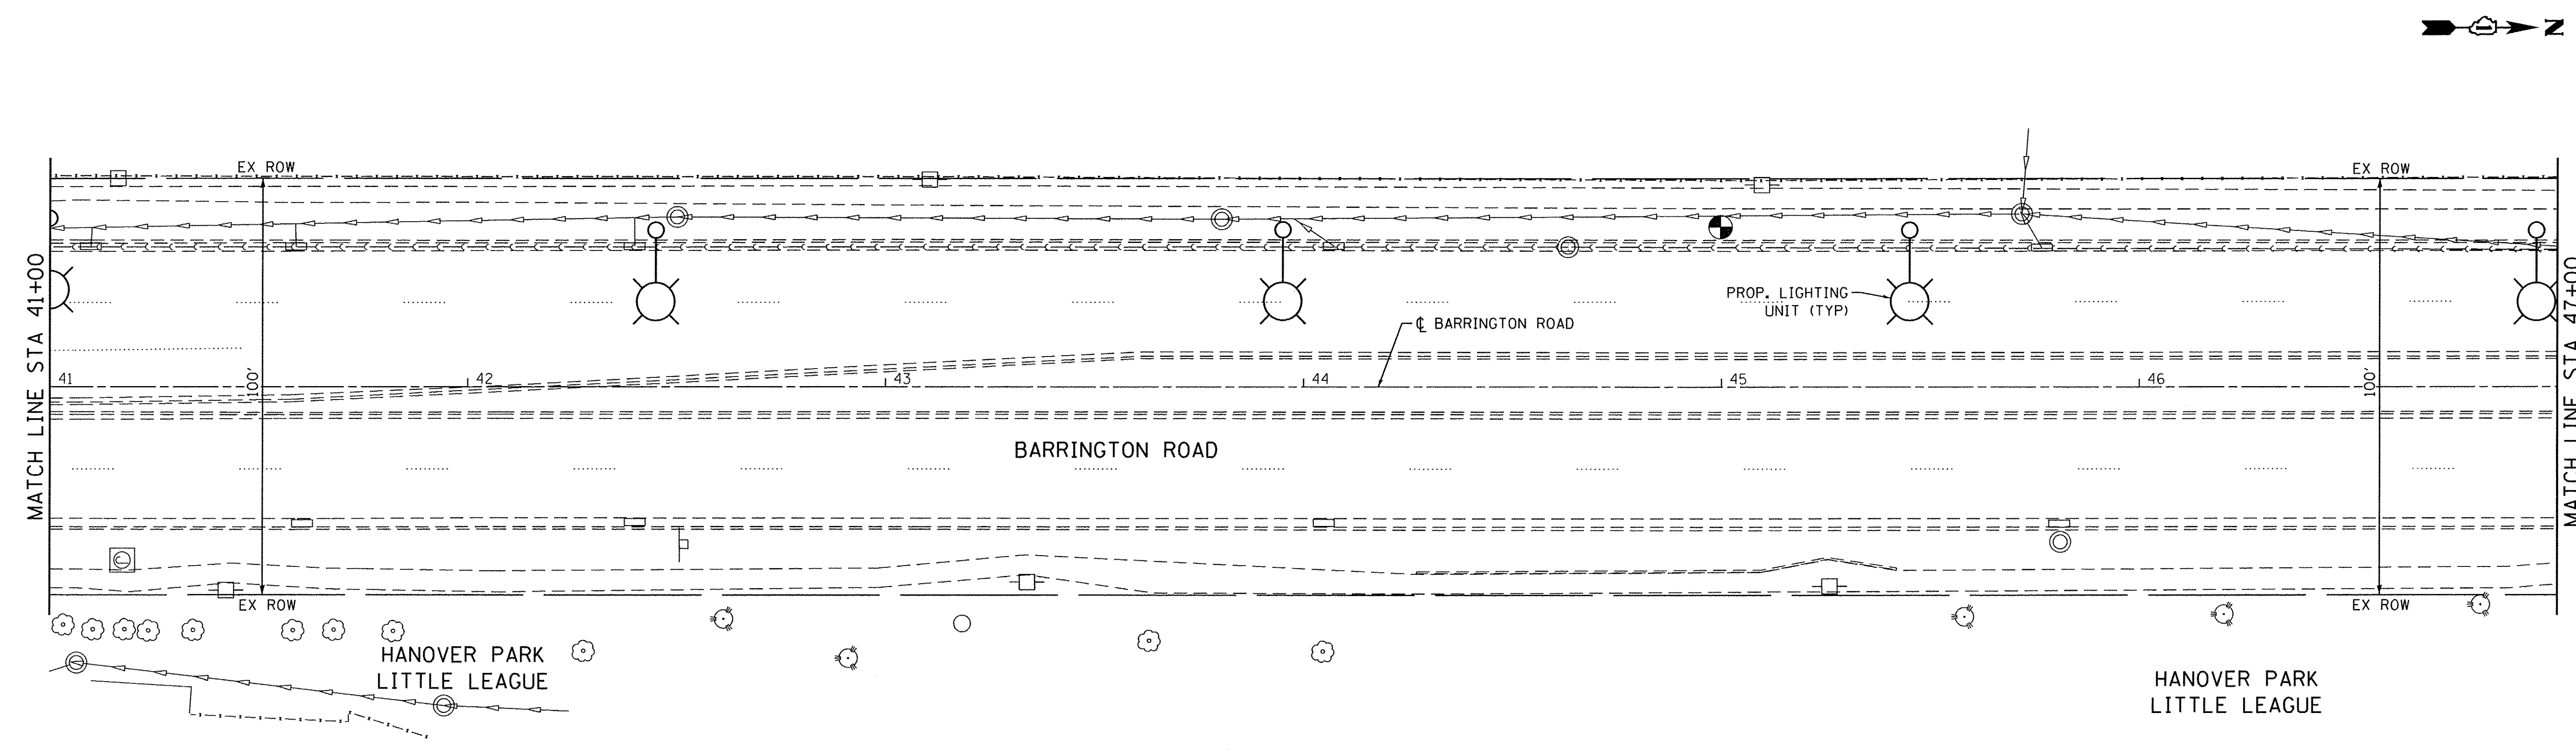 N
EX ROW
EX ROW
MATCH LINE STA 41+00
MATCH LINE STA 47+00
PROP. LIGHTING
UNIT (TYP)
℄ BARRINGTON ROAD
41
42
43
44
45
46
100'
100'
BARRINGTON ROAD
EX ROW
EX ROW
HANOVER PARK
LITTLE LEAGUE
HANOVER PARK
LITTLE LEAGUE